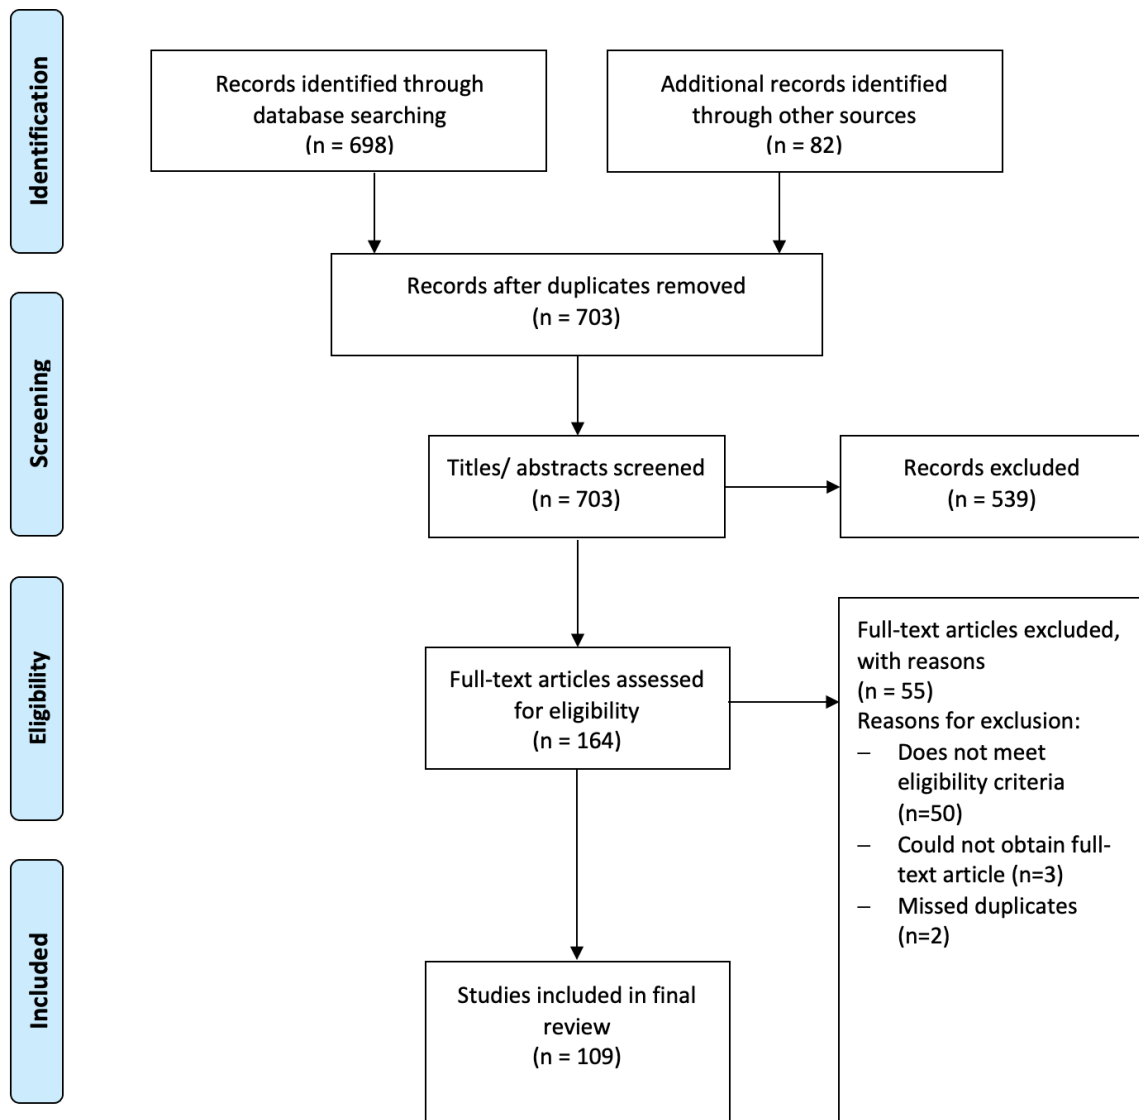 Identification
Records identified through
database searching
(n = 698)
Additional records identified
through other sources
(n = 82)
Records after duplicates removed
(n = 703)
Screening
Titles/ abstracts screened
(n = 703)
Records excluded
(n = 539)
Eligibility
Full-text articles assessed
for eligibility
(n = 164)
Full-text articles excluded,
with reasons
(n = 55)
Reasons for exclusion:
– Does not meet
eligibility criteria
(n=50)
– Could not obtain full-
text article (n=3)
– Missed duplicates
(n=2)
Included
Studies included in final
review
(n = 109)